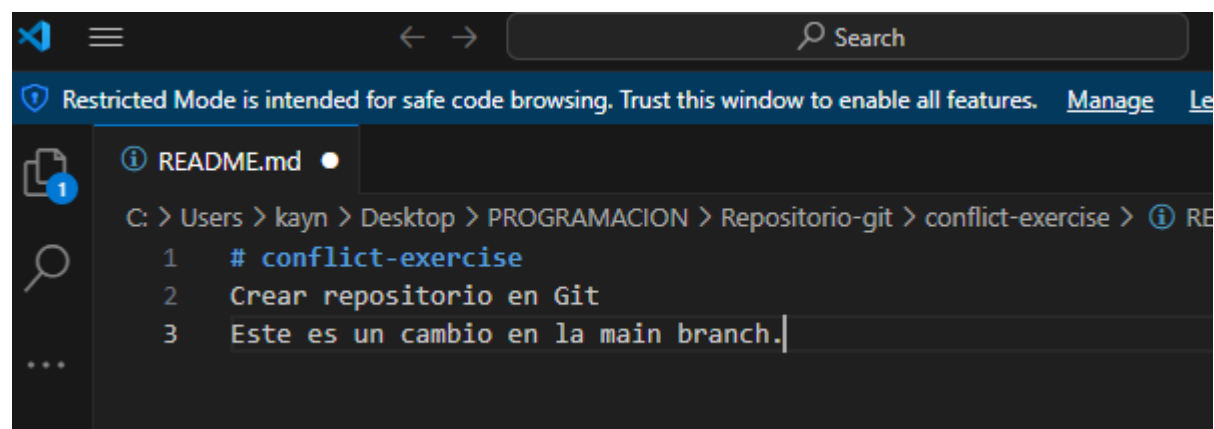 Search
Restricted Mode is intended for safe code browsing. Trust this window to enable all features. Manage Le
README.md
1
C: > Users > kayn > Desktop > PROGRAMACION > Repositorio-git > conflict-exercise > RE
1 # conflict-exercise
2 Crear repositorio en Git
3 Este es un cambio en la main branch.